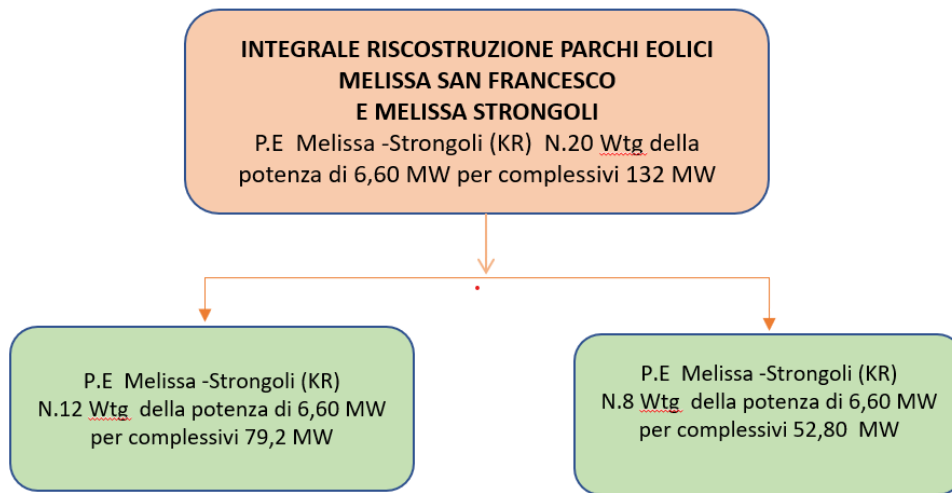 INTEGRALE RISCOSTRUZIONE PARCHI EOLICI
MELISSA SAN FRANCESCO
E MELISSA STRONGOLI
P.E Melissa -Strongoli (KR) N.20 Wtg della
potenza di 6,60 MW per complessivi 132 MW
P.E Melissa -Strongoli (KR)
N.12 Wtg della potenza di 6,60 MW
per complessivi 79,2 MW
P.E Melissa -Strongoli (KR)
N.8 Wtg della potenza di 6,60 MW
per complessivi 52,80 MW